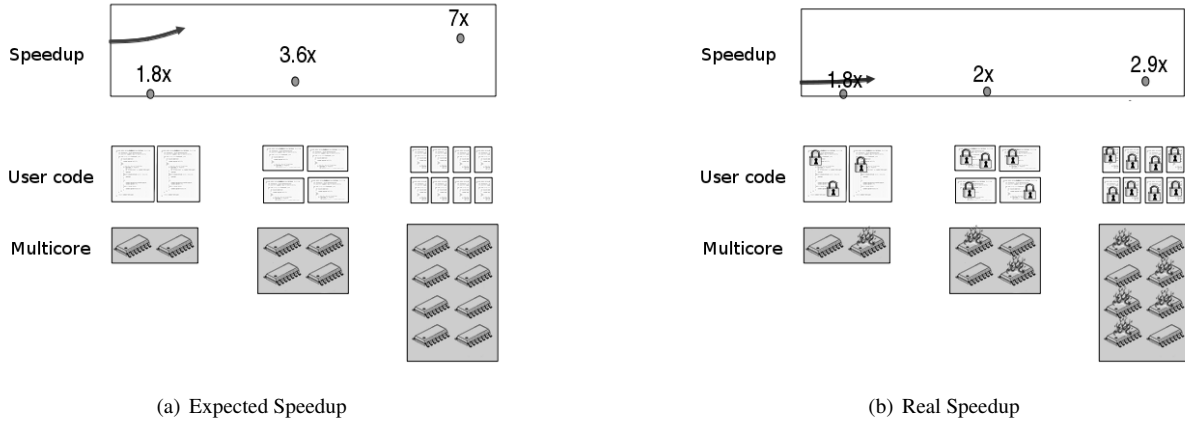 7x
Speedup
3.6x
1.8x
User code
Multicore
(a) Expected Speedup
Speedup
2.9x
2x
1.8x
User code
Multicore
(b) Real Speedup